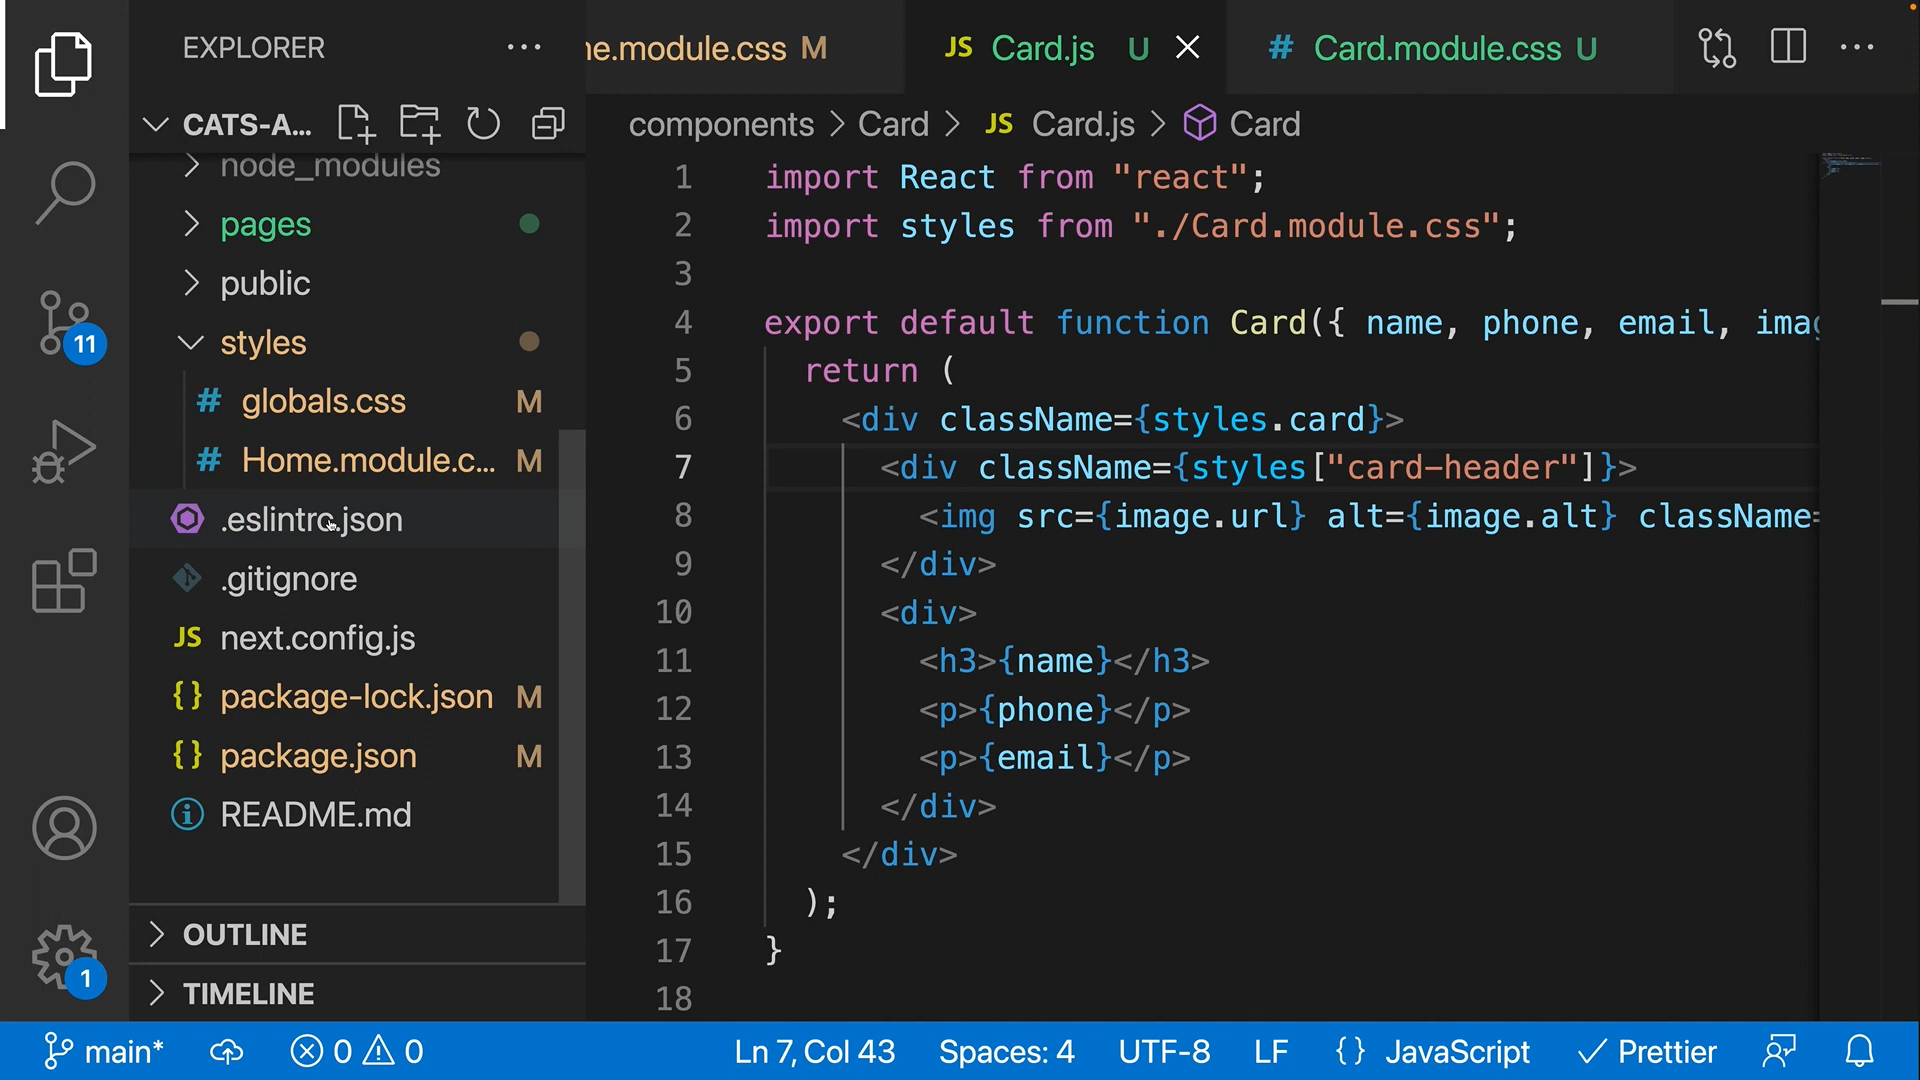 EXPLORER
CATS-A...
node_modules
pages
public
styles
# globals.css M
# Home.module.c... M
.eslintrc.json
.gitignore
JS next.config.js
{} package-lock.json M
{} package.json M
README.md
OUTLINE
TIMELINE
11
1
ne.module.css M
JS Card.js U
# Card.module.css U
components > Card > JS Card.js > Card
1 import React from "react";
2 import styles from "./Card.module.css";
3
4 export default function Card({ name, phone, email, imag
5 return (
6 <div className={styles.card}>
7 <div className={styles["card-header"]}>
8 <img src={image.url} alt={image.alt} className=
9 </div>
10 <div>
11 <h3>{name}</h3>
12 <p>{phone}</p>
13 <p>{email}</p>
14 </div>
15 </div>
16 );
17 }
18
main* 0 0 Ln 7, Col 43 Spaces: 4 UTF-8 LF {} JavaScript Prettier